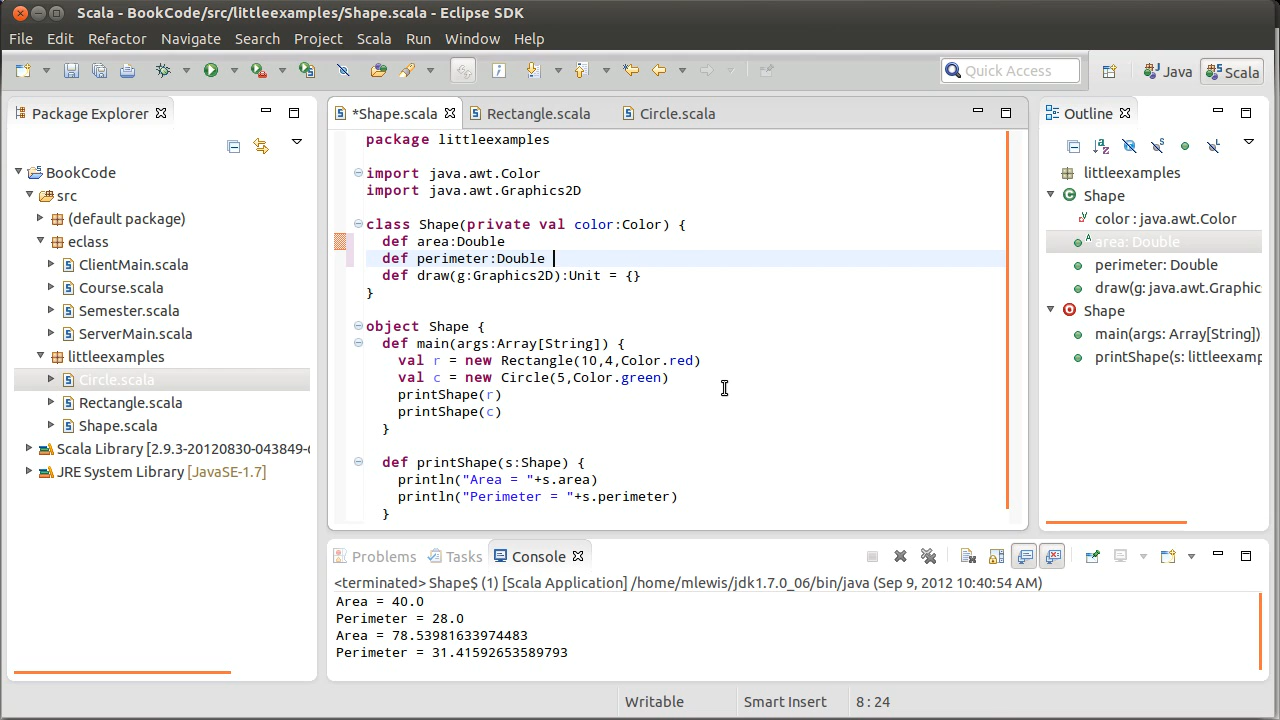 Scala - BookCode/src/littleexamples/Shape.scala - Eclipse SDK
File Edit Refactor Navigate Search Project Scala Run Window Help
Quick Access
Java
Scala
Package Explorer
BookCode
src
(default package)
eclass
ClientMain.scala
Course.scala
Semester.scala
ServerMain.scala
littleexamples
Circle.scala
Rectangle.scala
Shape.scala
Scala Library [2.9.3-20120830-043849-
JRE System Library [JavaSE-1.7]
*Shape.scala
Rectangle.scala
Circle.scala
package littleexamples
import java.awt.Color
import java.awt.Graphics2D
class Shape(private val color:Color) {
def area:Double
def perimeter:Double
def draw(g:Graphics2D):Unit = {}
}
object Shape {
def main(args:Array[String]) {
val r = new Rectangle(10,4,Color.red)
val c = new Circle(5,Color.green)
printShape(r)
printShape(c)
}
def printShape(s:Shape) {
println("Area = "+s.area)
println("Perimeter = "+s.perimeter)
}
Outline
littleexamples
Shape
color : java.awt.Color
area: Double
perimeter: Double
draw(g: java.awt.Graphic
Shape
main(args: Array[String])
printShape(s: littleexamp
Problems
Tasks
Console
<terminated> Shape$ (1) [Scala Application] /home/mlewis/jdk1.7.0_06/bin/java (Sep 9, 2012 10:40:54 AM)
Area = 40.0
Perimeter = 28.0
Area = 78.53981633974483
Perimeter = 31.41592653589793
Writable
Smart Insert
8 : 24